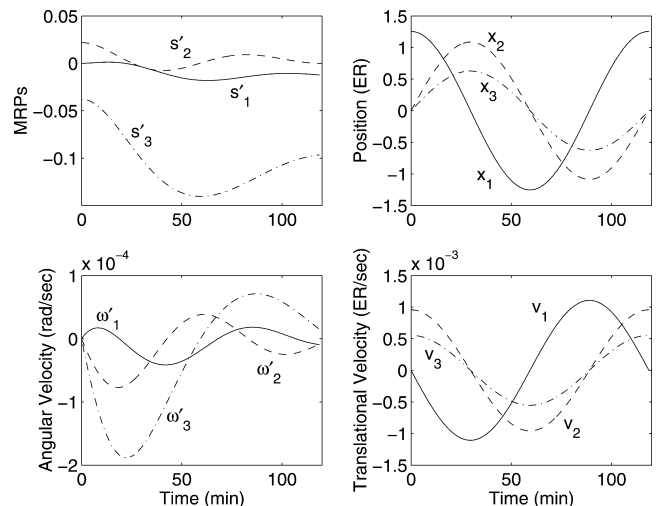 0.05
0
−0.05
−0.1
MRPs
s′2
s′1
s′3
0
50
100
1.5
1
0.5
0
−0.5
−1
−1.5
Position (ER)
x2
x3
x1
0
50
100
x 10−4
1
0
−1
−2
Angular Velocity (rad/sec)
ω′1
ω′2
ω′3
0
50
100
Time (min)
x 10−3
1.5
1
0.5
0
−0.5
−1
−1.5
Translational Velocity (ER/sec)
v1
v3
v2
0
50
100
Time (min)